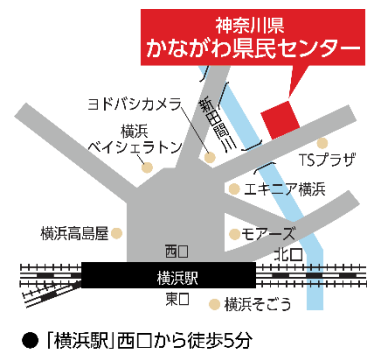 神奈川県
かながわ県民センター
ヨドバシカメラ
新田間川
横浜
ベイシェラトン
TSプラザ
エキニア横浜
横浜高島屋
モアーズ
西口
北口
横浜駅
東口
横浜そごう
● 「横浜駅」西口から徒歩5分